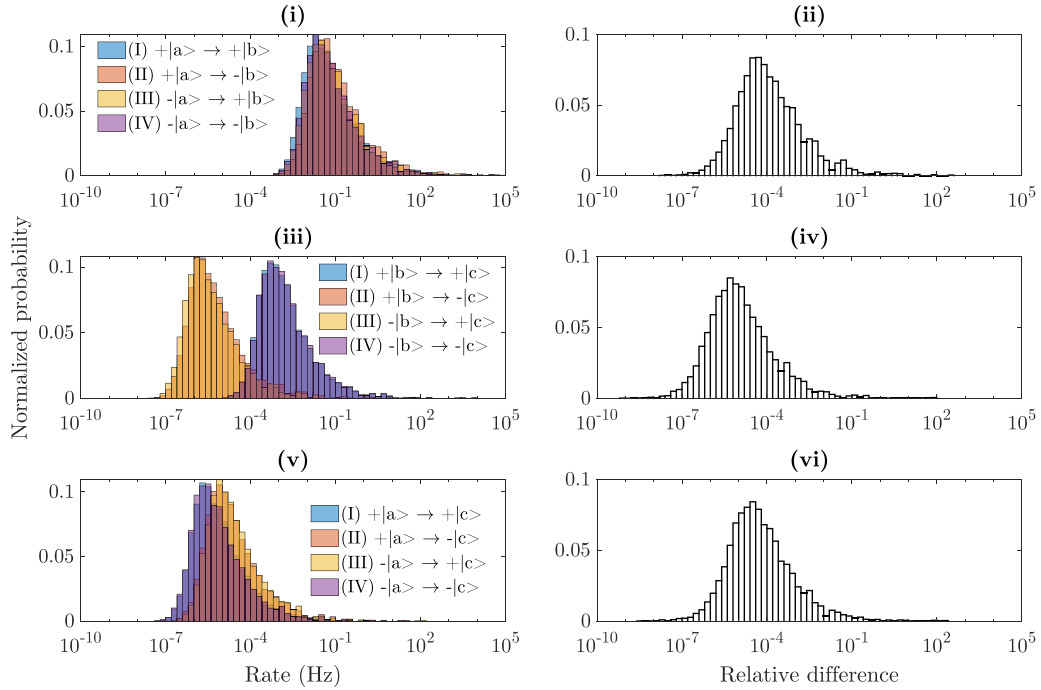 (i)
(ii)
0.1
0.05
0
(I) +|a> → +|b>
(II) +|a> → -|b>
(III) -|a> → +|b>
(IV) -|a> → -|b>
0.1
0.05
0
10^-10 10^-7 10^-4 10^-1 10^2 10^5
10^-10 10^-7 10^-4 10^-1 10^2 10^5
Normalized probability
(iii)
(iv)
0.1
0.05
0
(I) +|b> → +|c>
(II) +|b> → -|c>
(III) -|b> → +|c>
(IV) -|b> → -|c>
0.1
0.05
0
10^-10 10^-7 10^-4 10^-1 10^2 10^5
10^-10 10^-7 10^-4 10^-1 10^2 10^5
(v)
(vi)
0.1
0.05
0
(I) +|a> → +|c>
(II) +|a> → -|c>
(III) -|a> → +|c>
(IV) -|a> → -|c>
0.1
0.05
0
10^-10 10^-7 10^-4 10^-1 10^2 10^5
10^-10 10^-7 10^-4 10^-1 10^2 10^5
Rate (Hz)
Relative difference